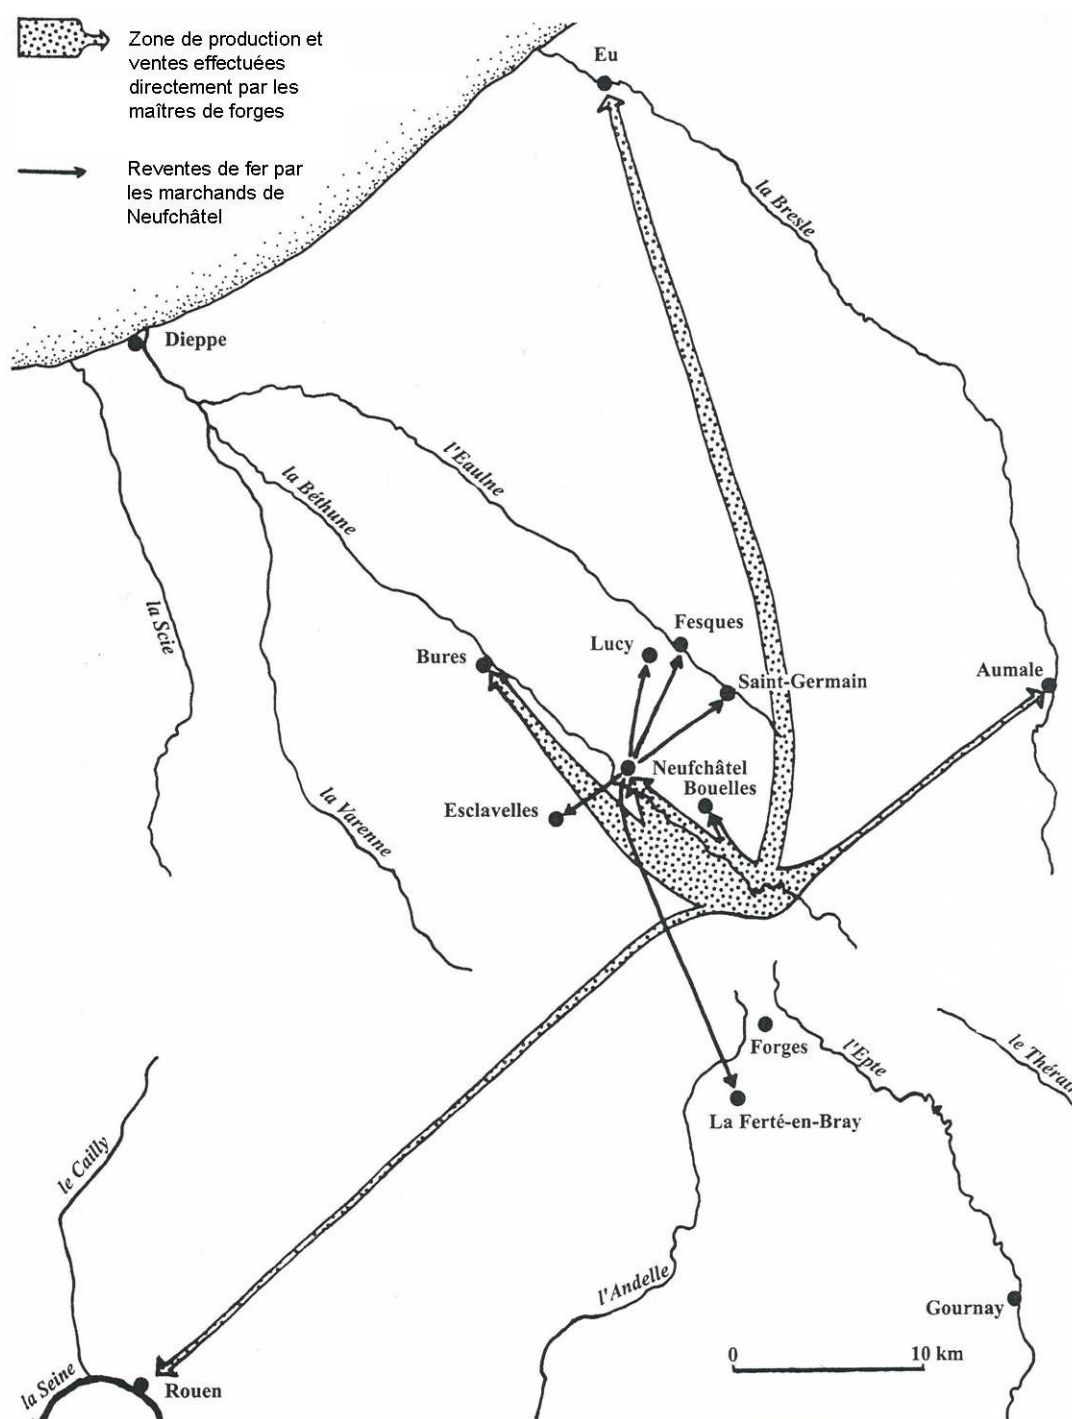 Zone de production et
ventes effectuées
directement par les
maîtres de forges
Reventes de fer par
les marchands de
Neufchâtel
Eu
la Bresle
Dieppe
l'Eaulne
la Béthune
la Scie
Fesques
Lucy
Bures
Saint-Germain
Aumale
Neufchâtel
Bouelles
Esclavelles
la Varenne
Forges
l'Epte
le Thérain
La Ferté-en-Bray
le Cailly
l'Andelle
Gournay
0 10 km
la Seine
Rouen